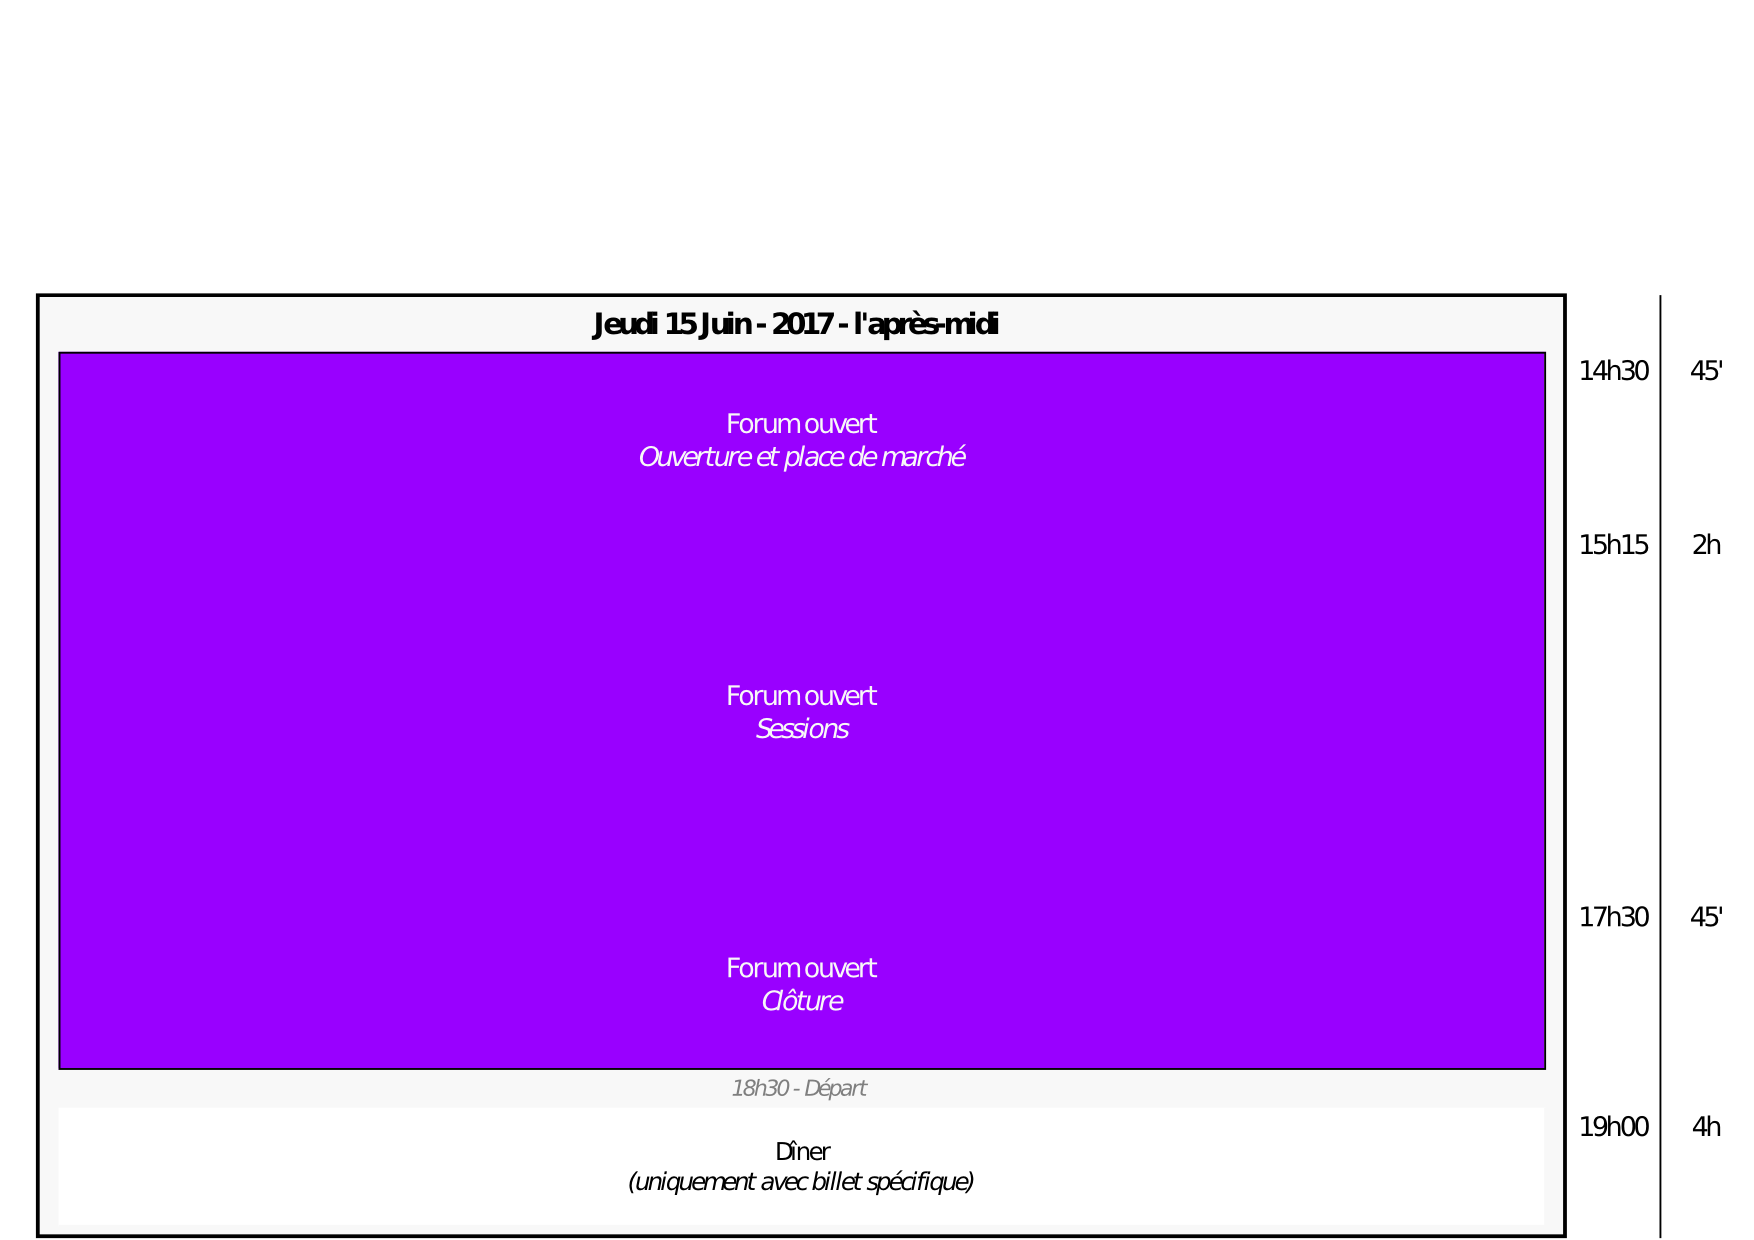 Jeudi 15 Juin - 2017 - l'après-midi
14h30 45'
Forum ouvert
Ouverture et place de marché
15h15 2h
Forum ouvert
Sessions
17h30 45'
Forum ouvert
Clôture
18h30 - Départ
19h00 4h
Dîner
(uniquement avec billet spécifique)